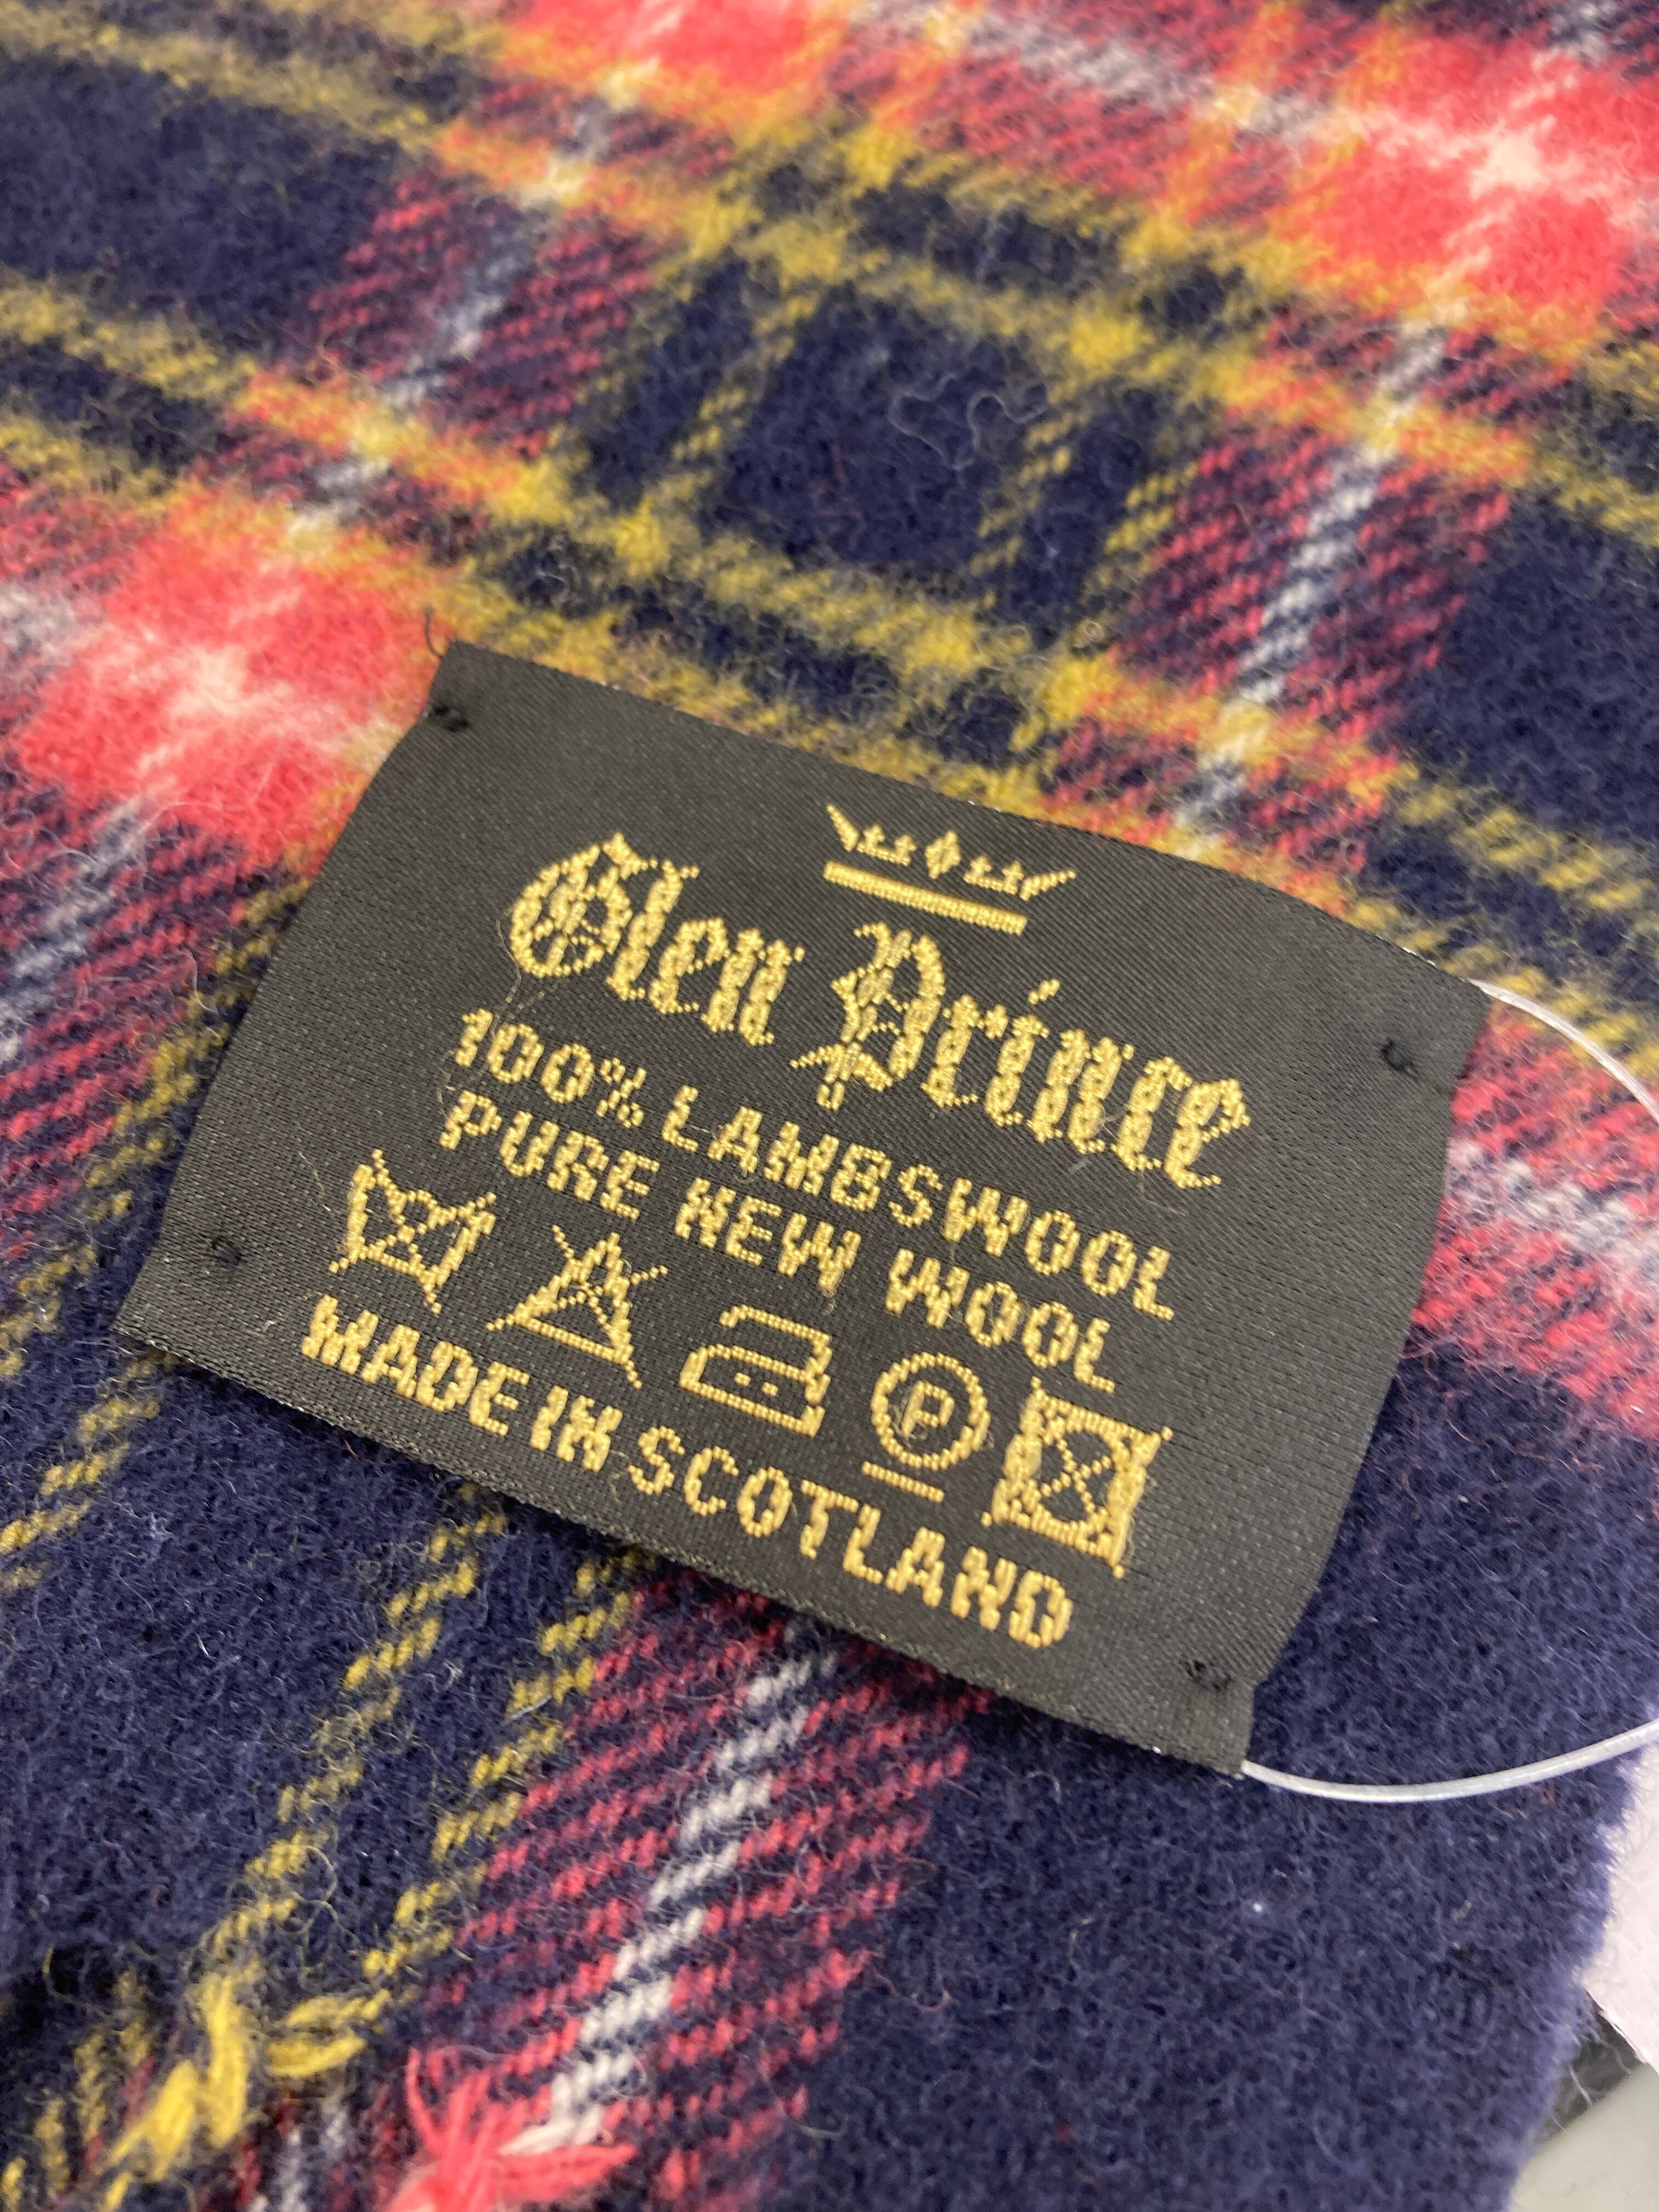 Glen Prince
100% LAMBSWOOL
PURE NEW WOOL
P
MADE IN SCOTLAND